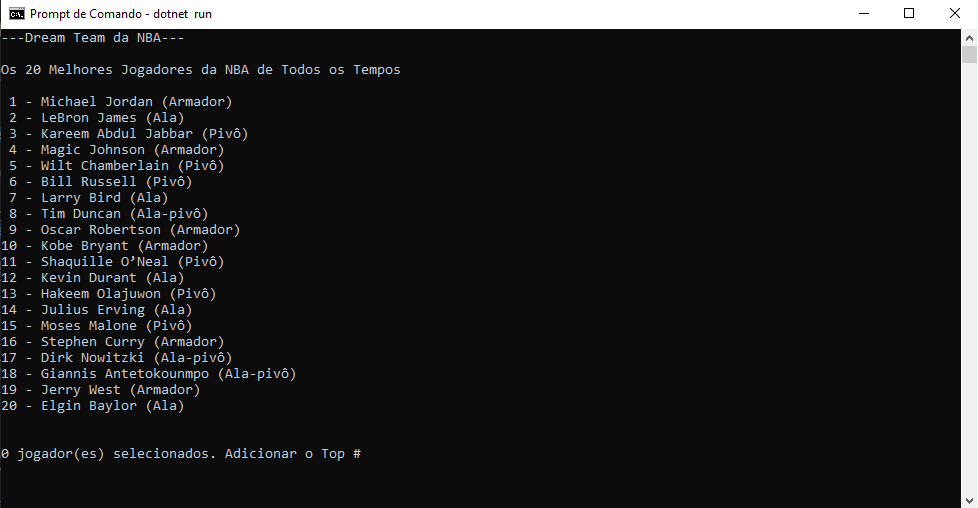 Prompt de Comando - dotnet run
---Dream Team da NBA---
Os 20 Melhores Jogadores da NBA de Todos os Tempos
1 - Michael Jordan (Armador)
2 - LeBron James (Ala)
3 - Kareem Abdul Jabbar (Pivô)
4 - Magic Johnson (Armador)
5 - Wilt Chamberlain (Pivô)
6 - Bill Russell (Pivô)
7 - Larry Bird (Ala)
8 - Tim Duncan (Ala-pivô)
9 - Oscar Robertson (Armador)
10 - Kobe Bryant (Armador)
11 - Shaquille O’Neal (Pivô)
12 - Kevin Durant (Ala)
13 - Hakeem Olajuwon (Pivô)
14 - Julius Erving (Ala)
15 - Moses Malone (Pivô)
16 - Stephen Curry (Armador)
17 - Dirk Nowitzki (Ala-pivô)
18 - Giannis Antetokounmpo (Ala-pivô)
19 - Jerry West (Armador)
20 - Elgin Baylor (Ala)
0 jogador(es) selecionados. Adicionar o Top #